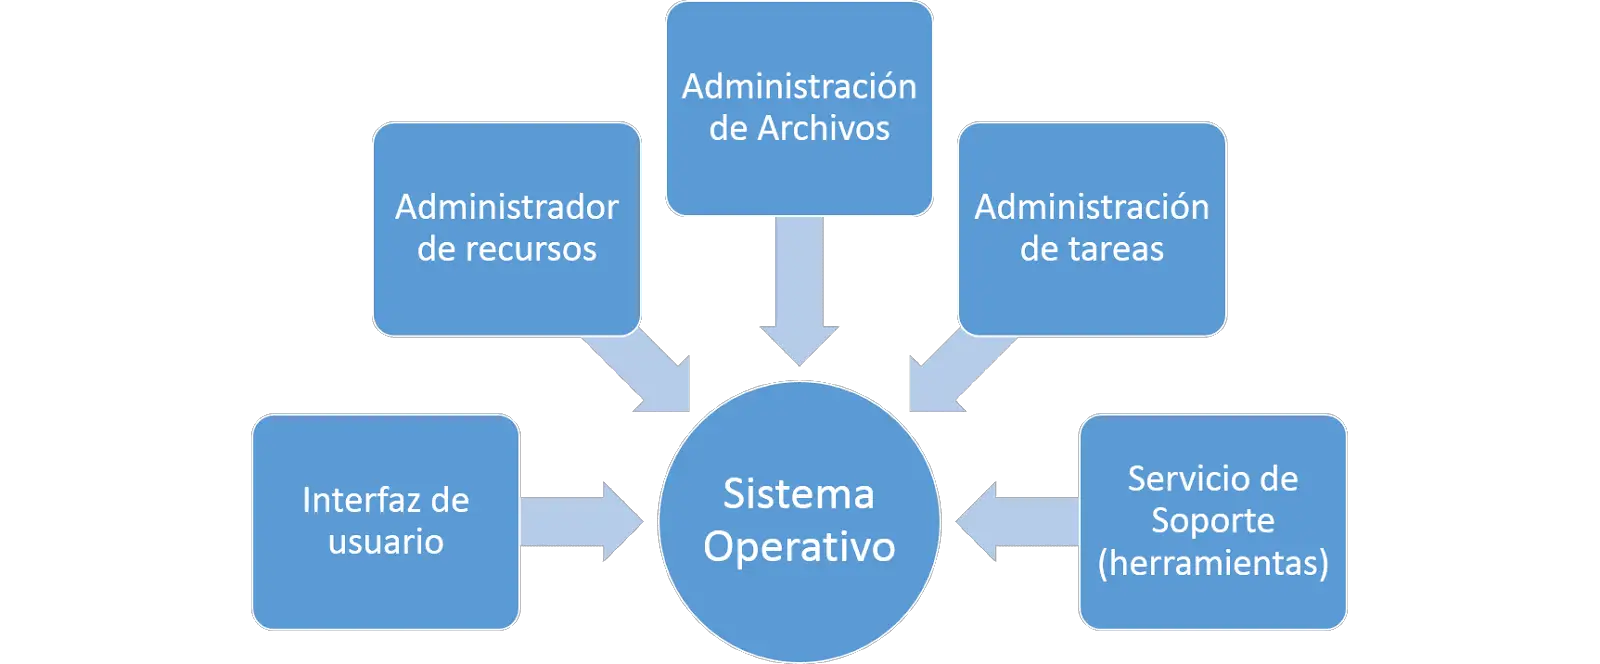 Administración
de Archivos
Administrador
de recursos
Administración
de tareas
Interfaz de
usuario
Sistema
Operativo
Servicio de
Soporte
(herramientas)